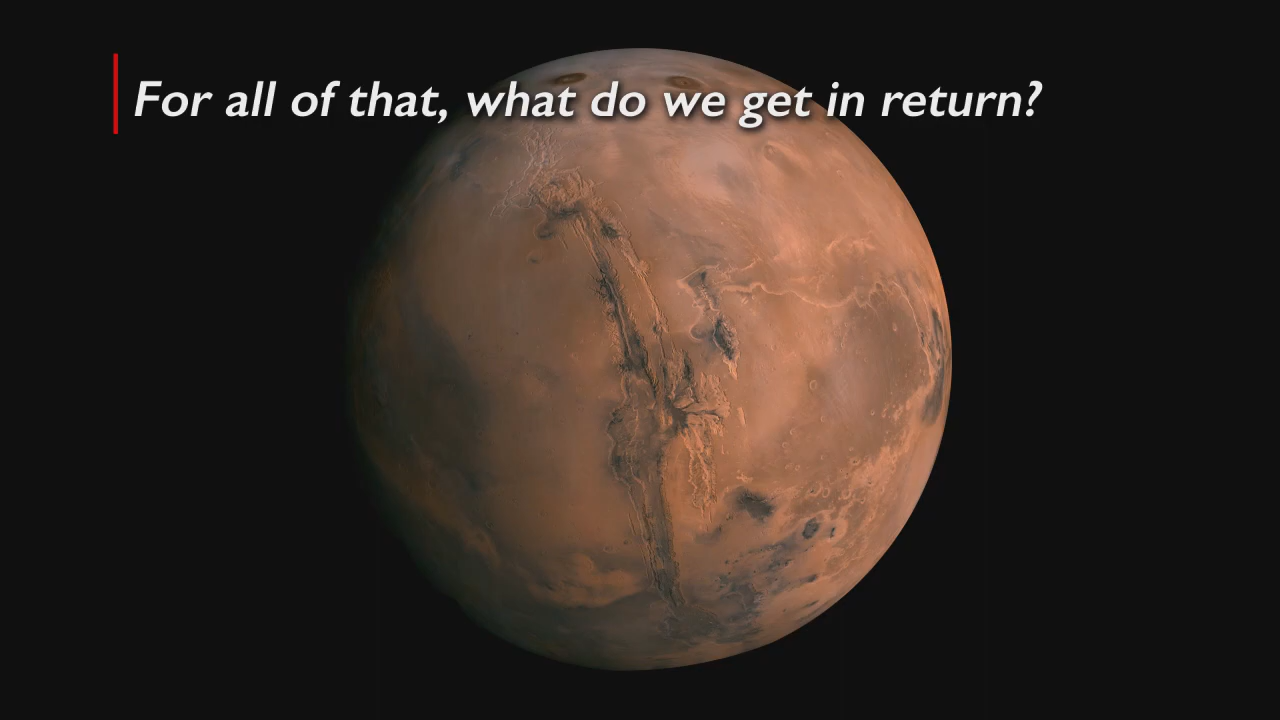 For all of that, what do we get in return?